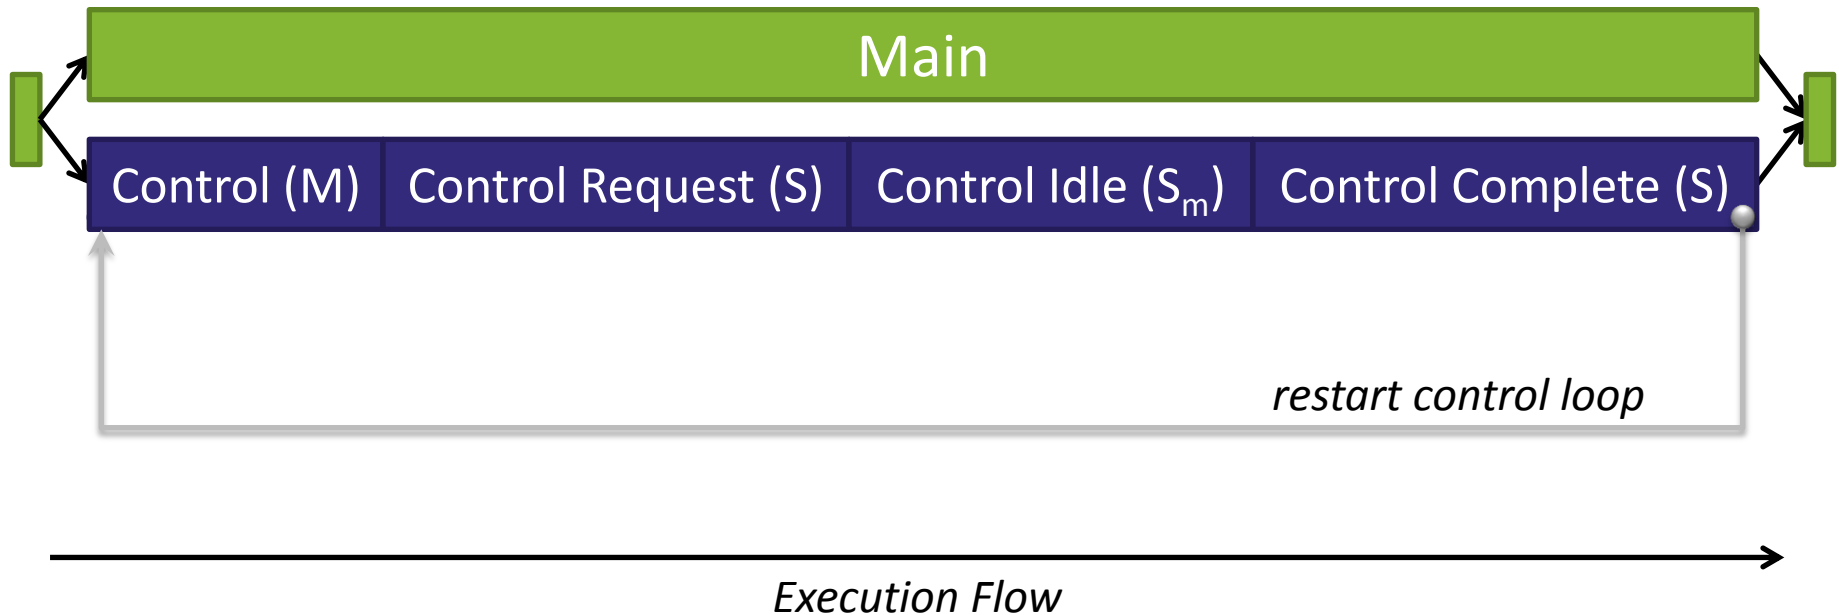 Main
Control (M)
Control Request (S)
Control Idle (Sₘ)
Control Complete (S)
restart control loop
Execution Flow